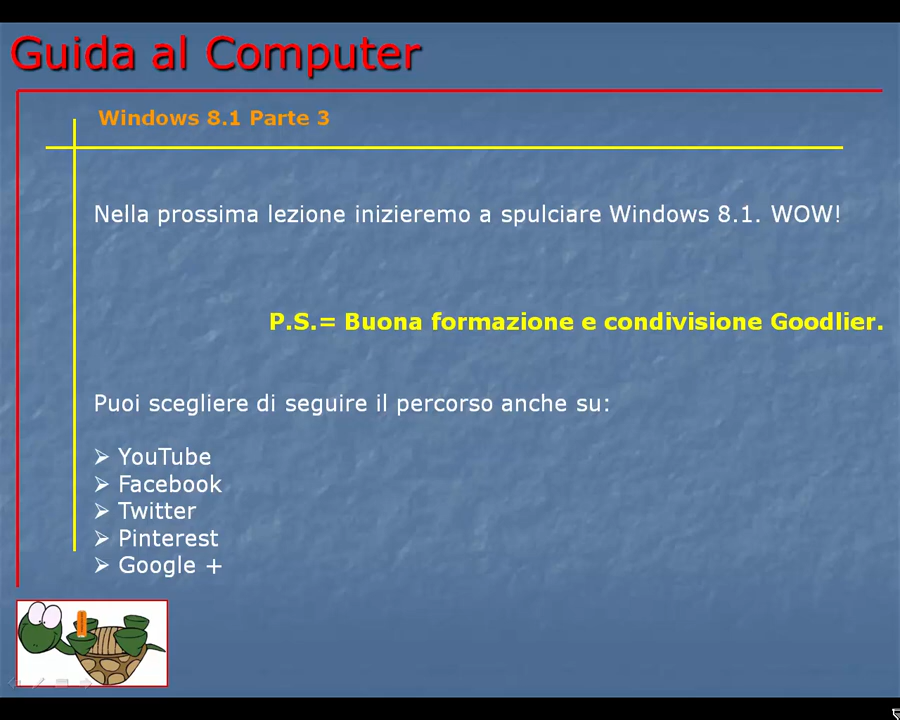 Guida al Computer
Windows 8.1 Parte 3
Nella prossima lezione inizieremo a spulciare Windows 8.1. WOW!
P.S.= Buona formazione e condivisione Goodlier.
Puoi scegliere di seguire il percorso anche su:
YouTube
Facebook
Twitter
Pinterest
Google +